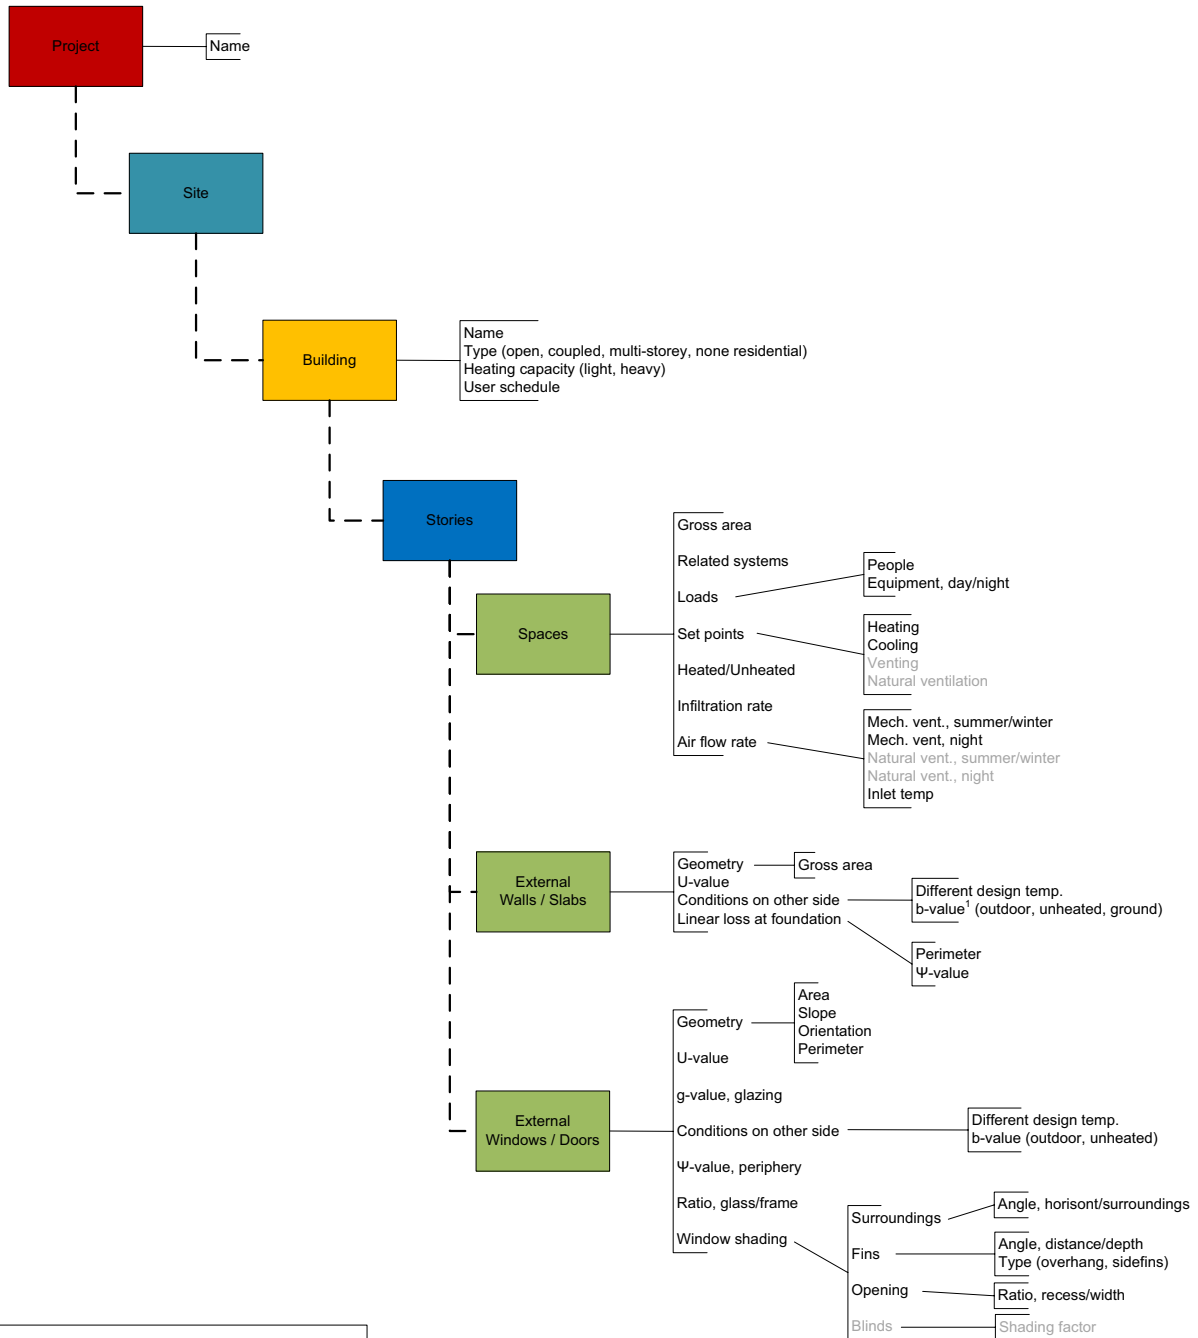 Project
Name
Site
Building
Name
Type (open, coupled, multi-storey, none residential)
Heating capacity (light, heavy)
User schedule
Stories
Spaces
Gross area
Related systems
Loads
People
Equipment, day/night
Set points
Heating
Cooling
Venting
Natural ventilation
Heated/Unheated
Infiltration rate
Air flow rate
Mech. vent., summer/winter
Mech. vent, night
Natural vent., summer/winter
Natural vent., night
Inlet temp
External
Walls / Slabs
Geometry
Gross area
U-value
Conditions on other side
Different design temp.
b-value¹ (outdoor, unheated, ground)
Linear loss at foundation
Perimeter
Ψ-value
External
Windows / Doors
Geometry
Area
Slope
Orientation
Perimeter
U-value
g-value, glazing
Conditions on other side
Different design temp.
b-value (outdoor, unheated)
Ψ-value, periphery
Ratio, glass/frame
Window shading
Surroundings
Angle, horisont/surroundings
Fins
Angle, distance/depth
Type (overhang, sidefins)
Opening
Ratio, recess/width
Blinds
Shading factor